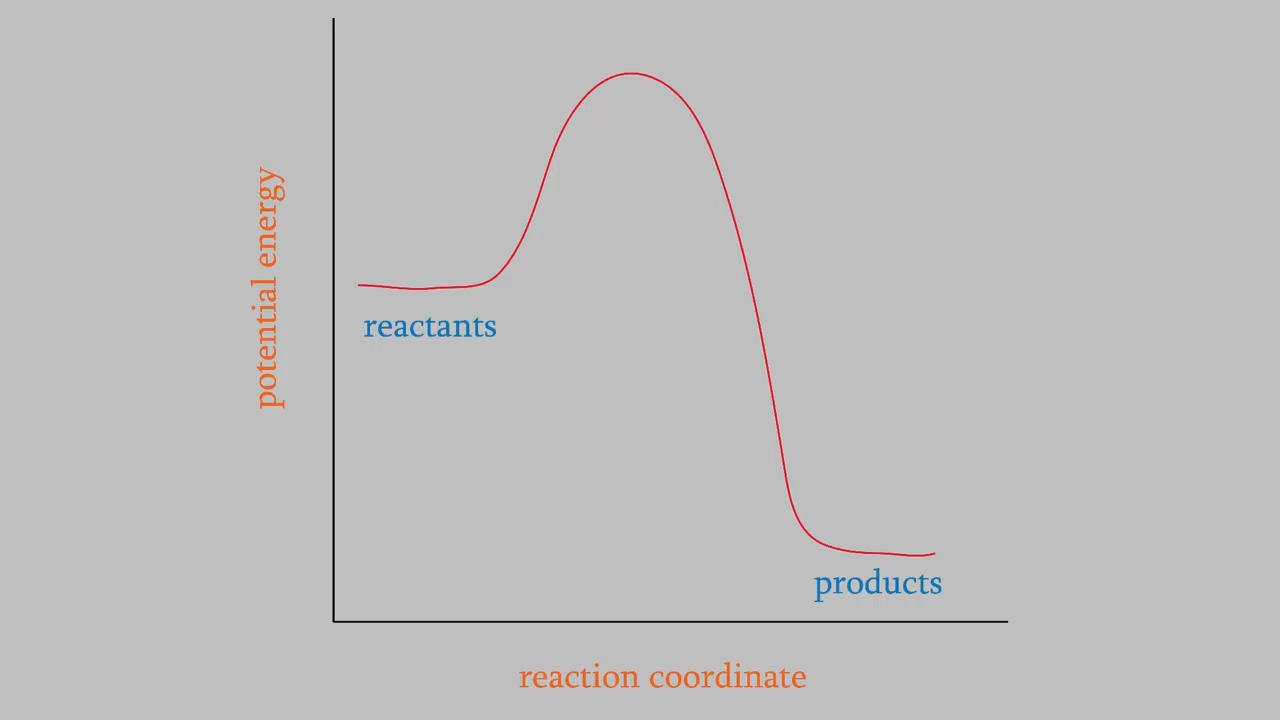 potential energy
reactants
products
reaction coordinate